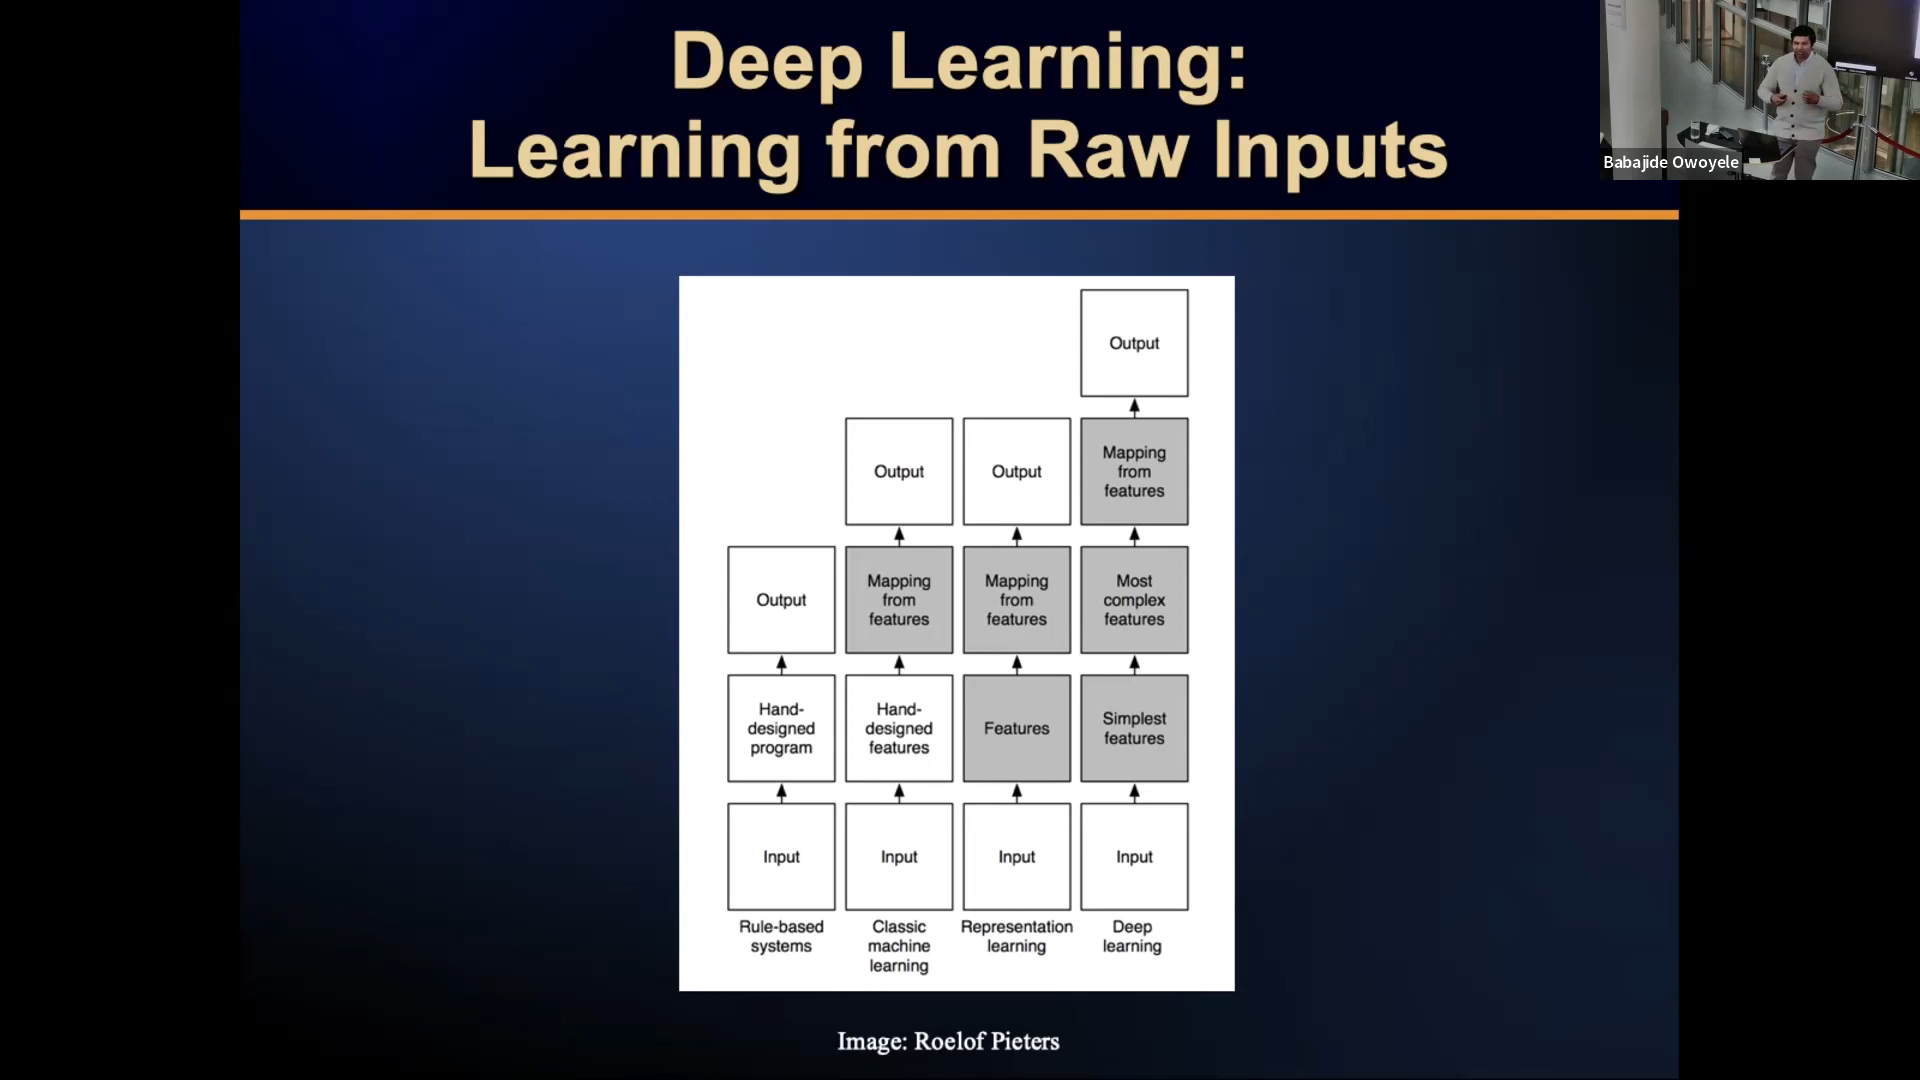 Deep Learning:
Learning from Raw Inputs
Babajide Owoyele
Output
Output
Output
Mapping
from
features
Output
Mapping
from
features
Mapping
from
features
Most
complex
features
Hand-
designed
program
Hand-
designed
features
Features
Simplest
features
Input
Input
Input
Input
Rule-based
systems
Classic
machine
learning
Representation
learning
Deep
learning
Image: Roelof Pieters